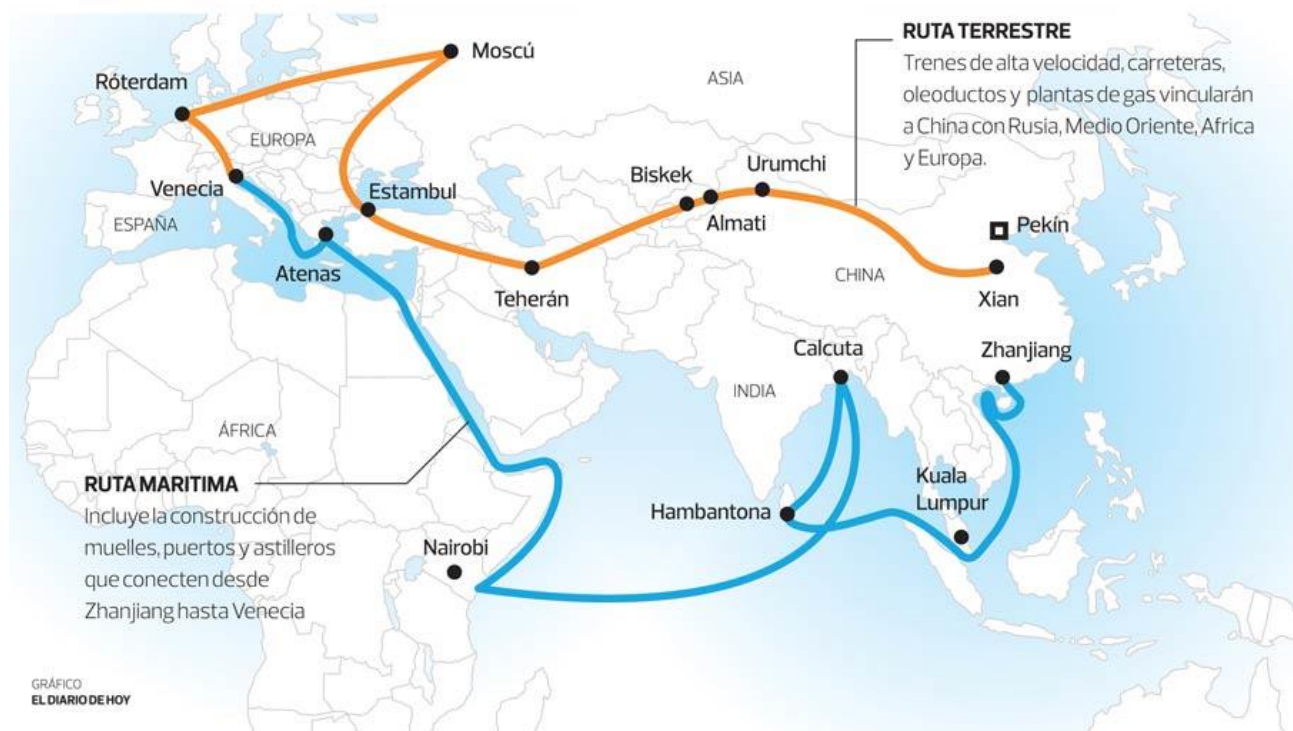 RUTA TERRESTRE
Trenes de alta velocidad, carreteras,
oleoductos y plantas de gas vincularán
a China con Rusia, Medio Oriente, Africa
y Europa.
Moscú
Róterdam
ASIA
EUROPA
Venecia
Estambul
Biskek
Urumchi
Almati
ESPAÑA
Pekín
Atenas
Teherán
CHINA
Xian
Calcuta
Zhanjiang
INDIA
ÁFRICA
RUTA MARITIMA
Incluye la construcción de
muelles, puertos y astilleros
que conecten desde
Zhanjiang hasta Venecia
Kuala
Lumpur
Hambantona
Nairobi
GRÁFICO
EL DIARIO DE HOY